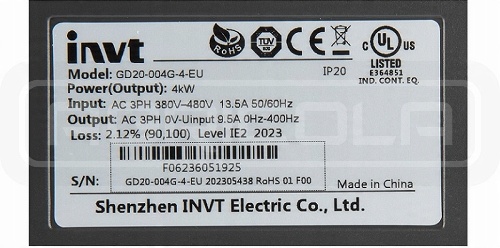 invt
RoHS
TUV
CE
C UL US
LISTED
E364851
IND. CONT. EQ.
Model: GD20-004G-4-EU IP20
Power(Output): 4kW
Input: AC 3PH 380V-480V 13.5A 50/60Hz
Output: AC 3PH 0V-Uinput 9.5A 0Hz-400Hz
Loss: 2.12% (90,100) Level IE2 2023
F06236051925
S/N: GD20-004G-4-EU 202305438 RoHS 01 F00
Made in China
Shenzhen INVT Electric Co., Ltd.